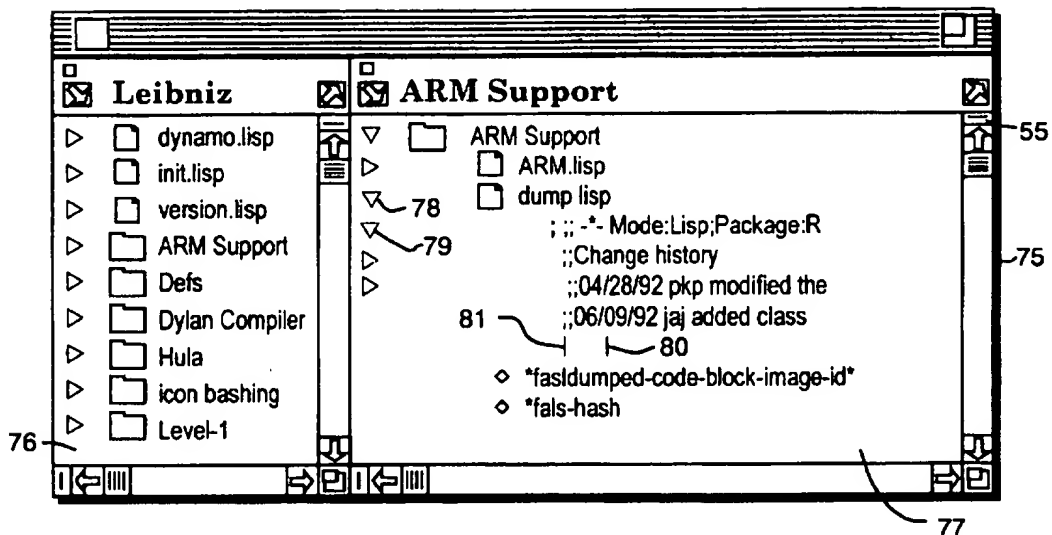 Leibniz
dynamo.lisp
init.lisp
version.lisp
ARM Support
Defs
Dylan Compiler
Hula
icon bashing
Level-1
76
ARM Support
ARM Support
ARM.lisp
dump lisp
78
; ;; -*- Mode:Lisp;Package:R
79
;;Change history
;;04/28/92 pkp modified the
;;06/09/92 jaj added class
81
80
*fasldumped-code-block-image-id*
*fals-hash
55
75
77